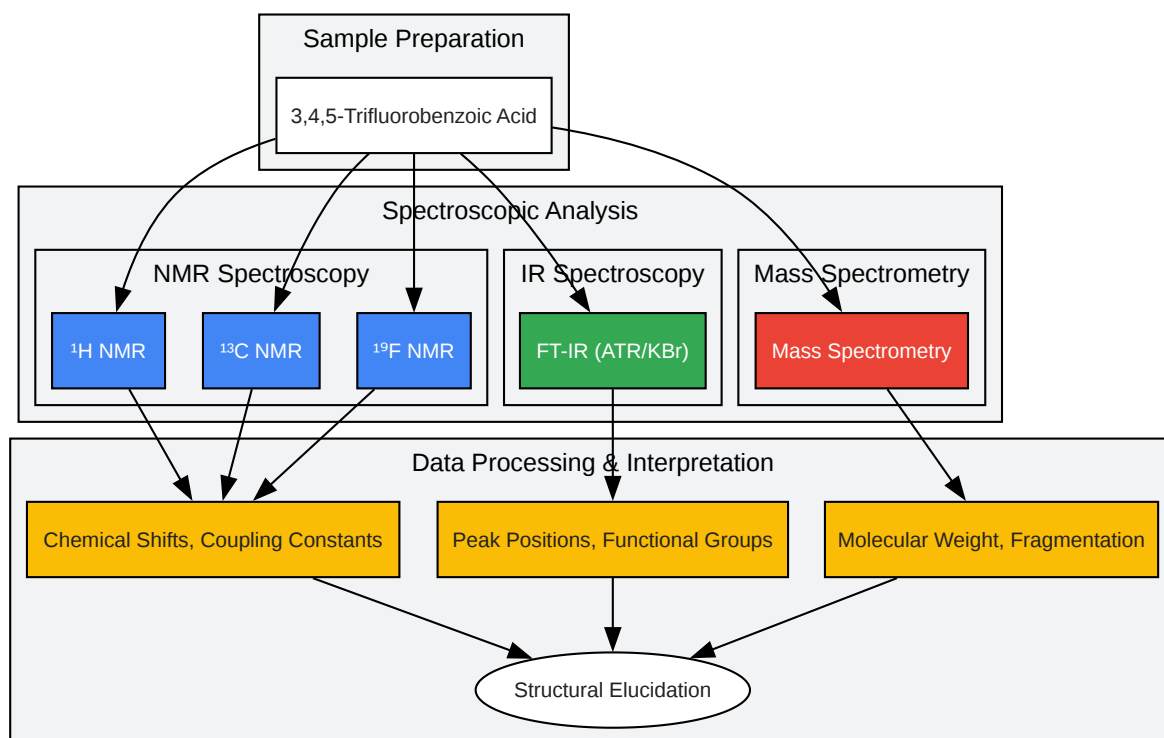 Sample Preparation
3,4,5-Trifluorobenzoic Acid
Spectroscopic Analysis
NMR Spectroscopy
IR Spectroscopy
Mass Spectrometry
¹H NMR
¹³C NMR
¹⁹F NMR
FT-IR (ATR/KBr)
Mass Spectrometry
Data Processing & Interpretation
Chemical Shifts, Coupling Constants
Peak Positions, Functional Groups
Molecular Weight, Fragmentation
Structural Elucidation